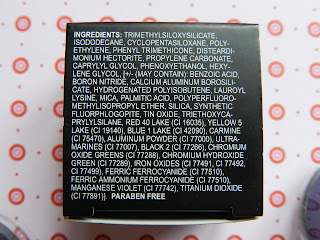 INGREDIENTS: TRIMETHYLSILOXYSILICATE,
ISODODECANE, CYCLOPENTASILOXANE, POLY-
ETHYLENE, PHENYL TRIMETHICONE, DISTEARDI-
MONIUM HECTORITE, PROPYLENE CARBONATE,
CAPRYLYL GLYCOL, PHENOXYETHANOL, HEXY-
LENE GLYCOL, [+/- (MAY CONTAIN): BENZOIC ACID,
BORON NITRIDE, CALCIUM ALUMINUM BOROSILI-
CATE, HYDROGENATED POLYISOBUTENE, LAUROYL
LYSINE, MICA, PALMITIC ACID, POLYPERFLUORO-
METHYLISOPROPYL ETHER, SILICA, SYNTHETIC
FLUORPHLOGOPITE, TIN OXIDE, TRIETHOXYCA-
PRYLYLSILANE, RED 40 LAKE (CI 16035), YELLOW 5
LAKE (CI 19140), BLUE 1 LAKE (CI 42090), CARMINE
(CI 75470), ALUMINUM POWDER (CI 77000), ULTRA-
MARINES (CI 77007), BLACK 2 (CI 77266), CHROMIUM
OXIDE GREENS (CI 77288), CHROMIUM HYDROXIDE
GREEN (CI 77289), IRON OXIDES (CI 77491, CI 77492,
CI 77499), FERRIC FERROCYANIDE (CI 77510),
FERRIC AMMONIUM FERROCYANIDE (CI 77510),
MANGANESE VIOLET (CI 77742), TITANIUM DIOXIDE
(CI 77891)]. PARABEN FREE